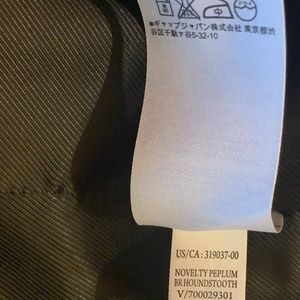 ■ギャップジャパン株式会社 東京都渋
谷区千駄ヶ谷5-32-10
US/CA : 319037-00
NOVELTY PEPLUM
BR HOUNDSTOOTH
V/700029301